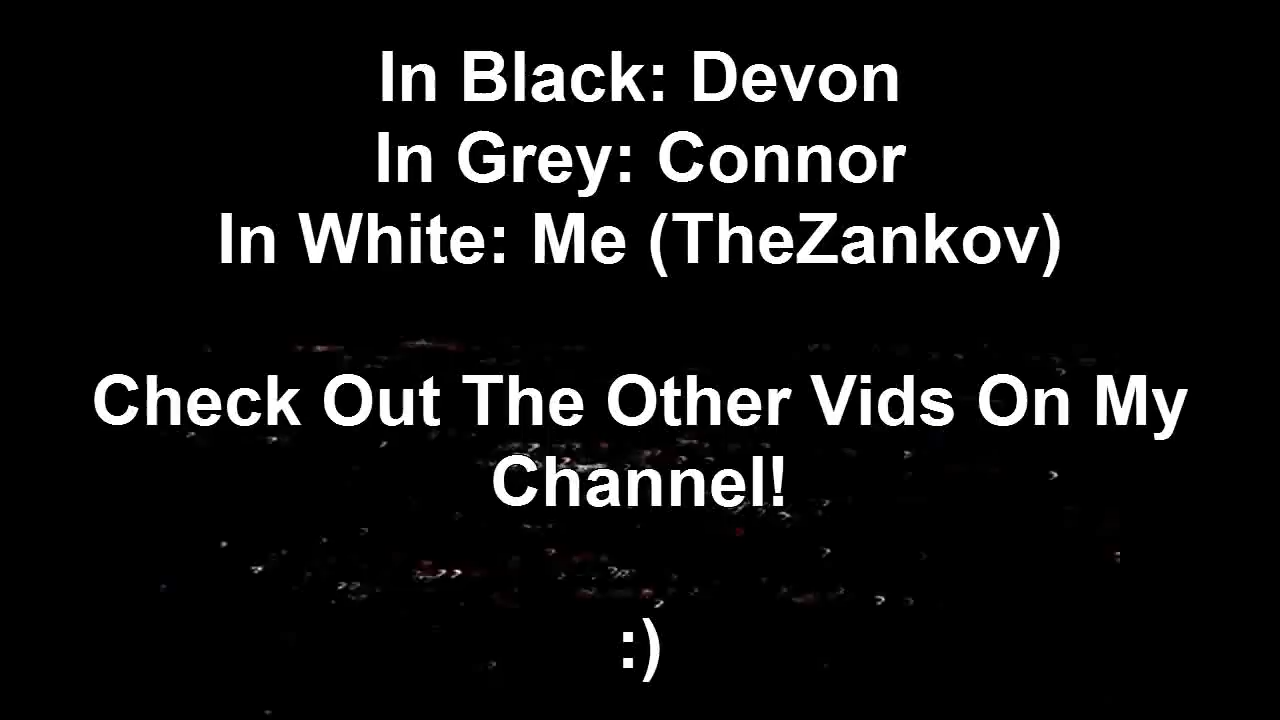 In Black: Devon
In Grey: Connor
In White: Me (TheZankov)
Check Out The Other Vids On My
Channel!
:)